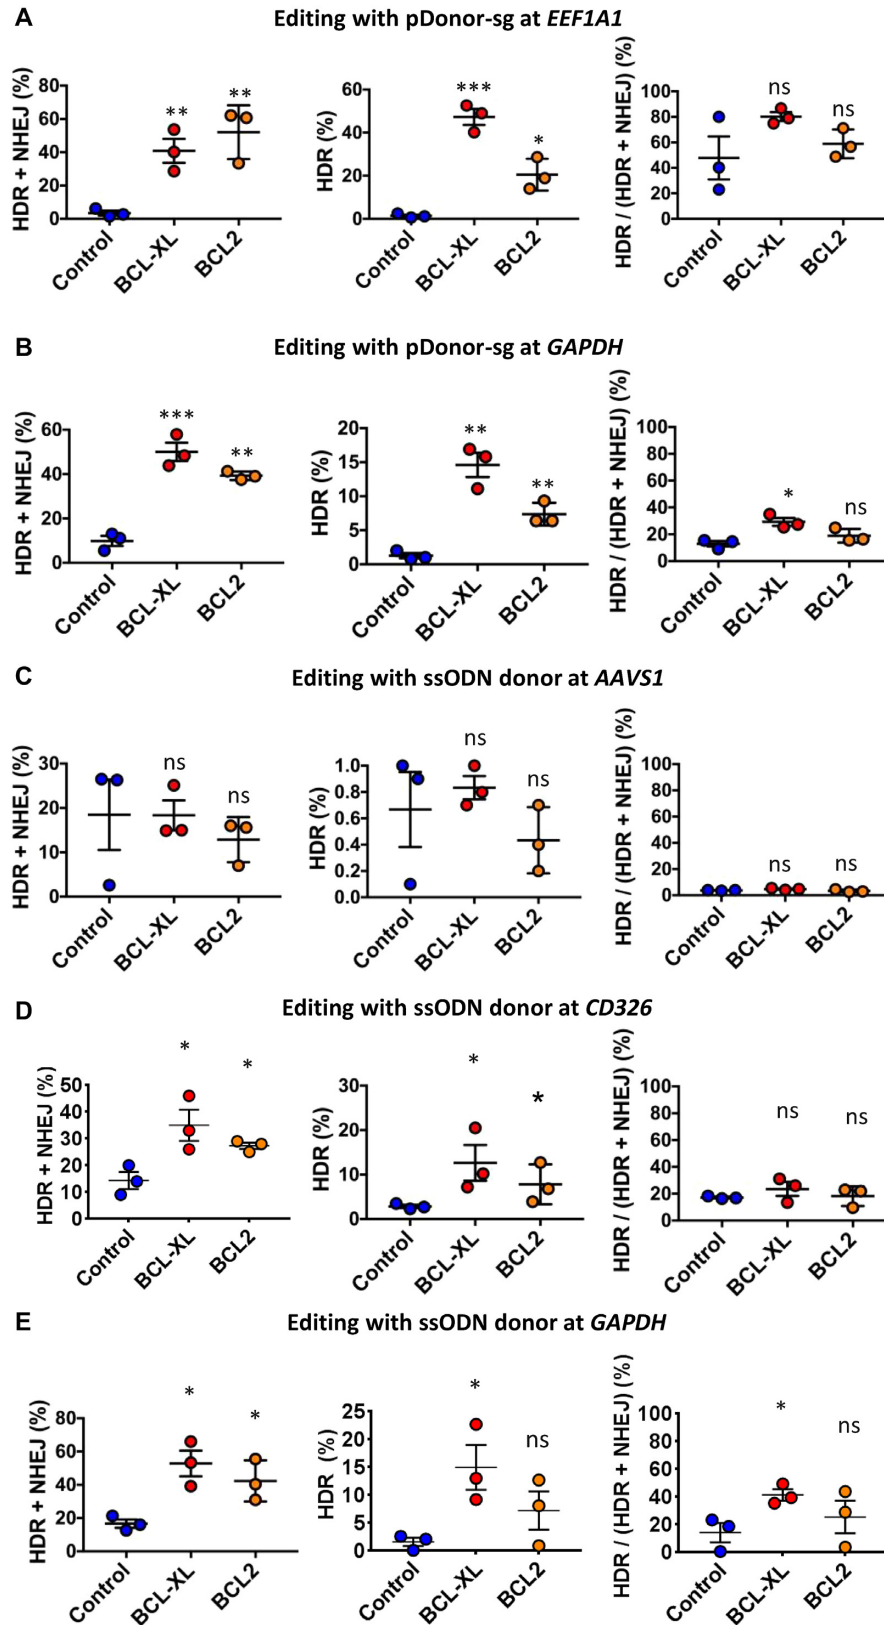 A
Editing with pDonor-sg at EEF1A1
HDR + NHEJ (%)
80
60
40
20
0
** **
Control BCL-XL BCL2
HDR (%)
60
40
20
0
*** *
Control BCL-XL BCL2
HDR / (HDR + NHEJ) (%)
100
80
60
40
20
0
ns ns
Control BCL-XL BCL2
B
Editing with pDonor-sg at GAPDH
HDR + NHEJ (%)
60
40
20
0
*** **
Control BCL-XL BCL2
HDR (%)
20
15
10
5
0
** **
Control BCL-XL BCL2
HDR / (HDR + NHEJ) (%)
100
80
60
40
20
0
* ns
Control BCL-XL BCL2
C
Editing with ssODN donor at AAVS1
HDR + NHEJ (%)
30
20
10
0
ns ns
Control BCL-XL BCL2
HDR (%)
1.0
0.8
0.6
0.4
0.2
0.0
ns ns
Control BCL-XL BCL2
HDR / (HDR + NHEJ) (%)
100
80
60
40
20
0
ns ns
Control BCL-XL BCL2
D
Editing with ssODN donor at CD326
HDR + NHEJ (%)
50
40
30
20
10
0
* *
Control BCL-XL BCL2
HDR (%)
30
20
10
0
* *
Control BCL-XL BCL2
HDR / (HDR + NHEJ) (%)
100
80
60
40
20
0
ns ns
Control BCL-XL BCL2
E
Editing with ssODN donor at GAPDH
HDR + NHEJ (%)
80
60
40
20
0
* *
Control BCL-XL BCL2
HDR (%)
25
20
15
10
5
0
* ns
Control BCL-XL BCL2
HDR / (HDR + NHEJ) (%)
100
80
60
40
20
0
* ns
Control BCL-XL BCL2